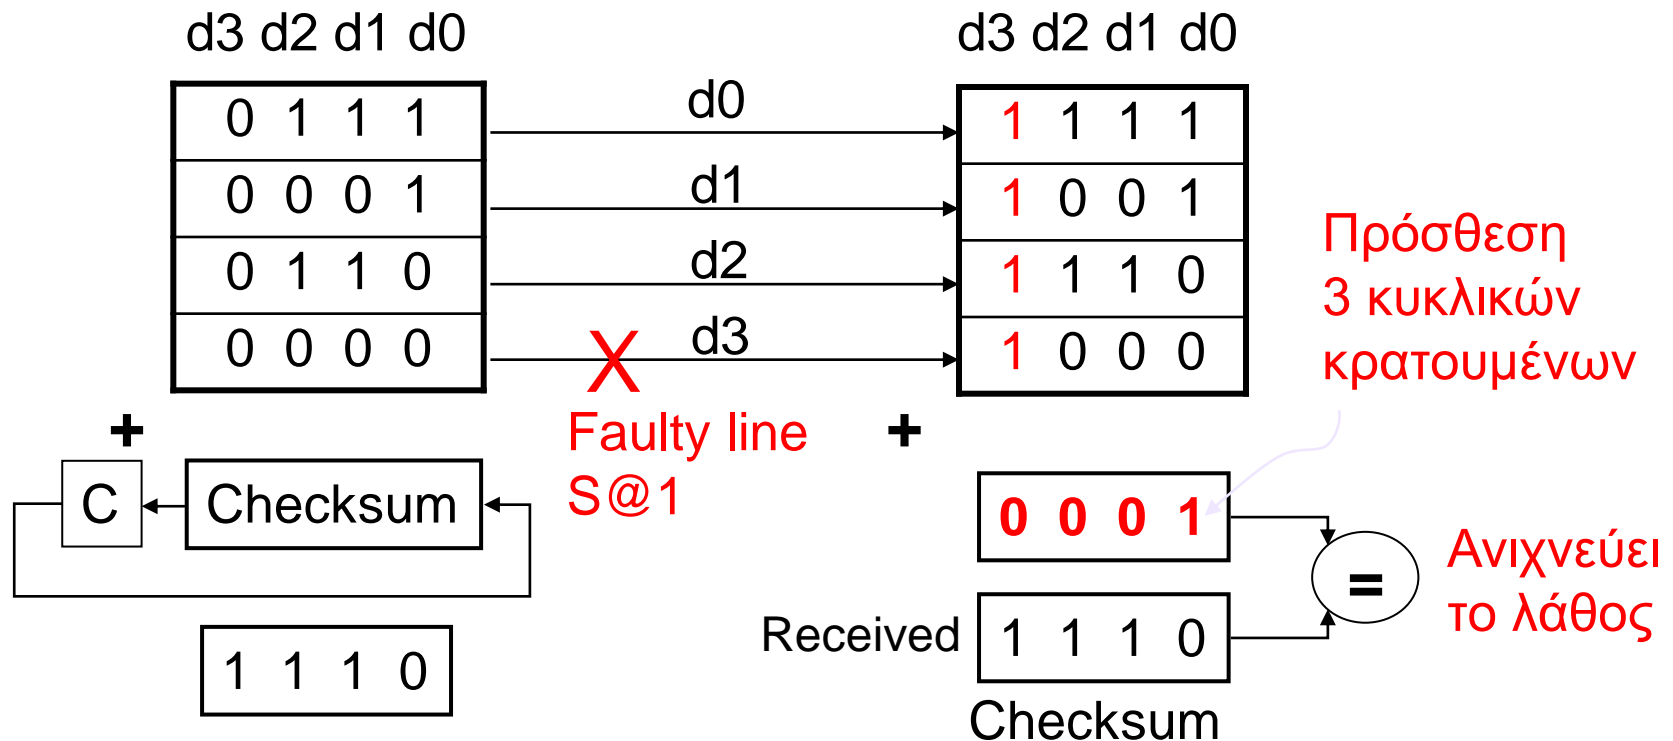 d3 d2 d1 d0
0 1 1 1
0 0 0 1
0 1 1 0
0 0 0 0
+
C
Checksum
1 1 1 0
d0
d1
d2
d3
X
Faulty line
S@1
d3 d2 d1 d0
1 1 1 1
1 0 0 1
1 1 1 0
1 0 0 0
+
0 0 0 1
Received
1 1 1 0
Checksum
=
Πρόσθεση
3 κυκλικών
κρατουμένων
Ανιχνεύει
το λάθος